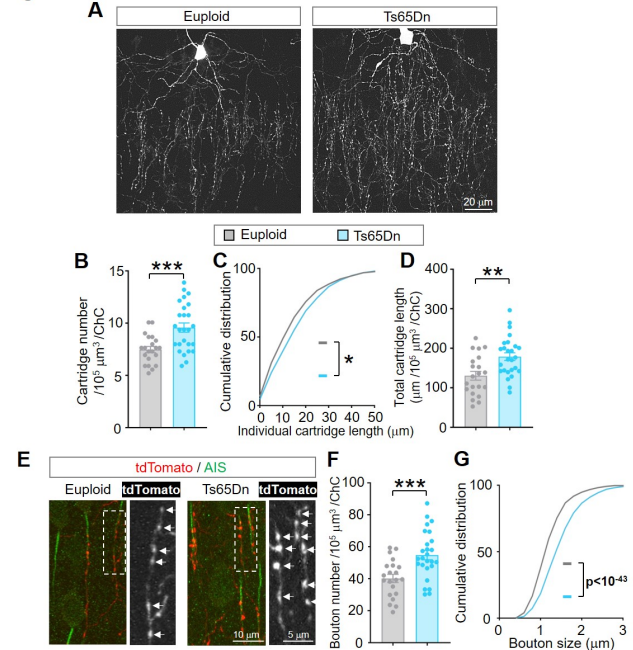 A
Euploid
Ts65Dn
20 μm
Euploid
Ts65Dn
B
***
15
10
5
0
Cartridge number
/10⁵ μm³ /ChC
C
100
50
0
Cumulative distribution
*
0 10 20 30 40 50
Individual cartridge length (μm)
D
**
400
300
200
100
0
Total cartridge length
(μm /10⁵ μm³ /ChC)
E
tdTomato / AIS
Euploid
tdTomato
Ts65Dn
tdTomato
10 μm
5 μm
F
***
100
80
60
40
20
0
Bouton number /10⁵ μm³ /ChC
G
100
50
0
Cumulative distribution
p<10⁻⁴³
0 1 2 3
Bouton size (μm)